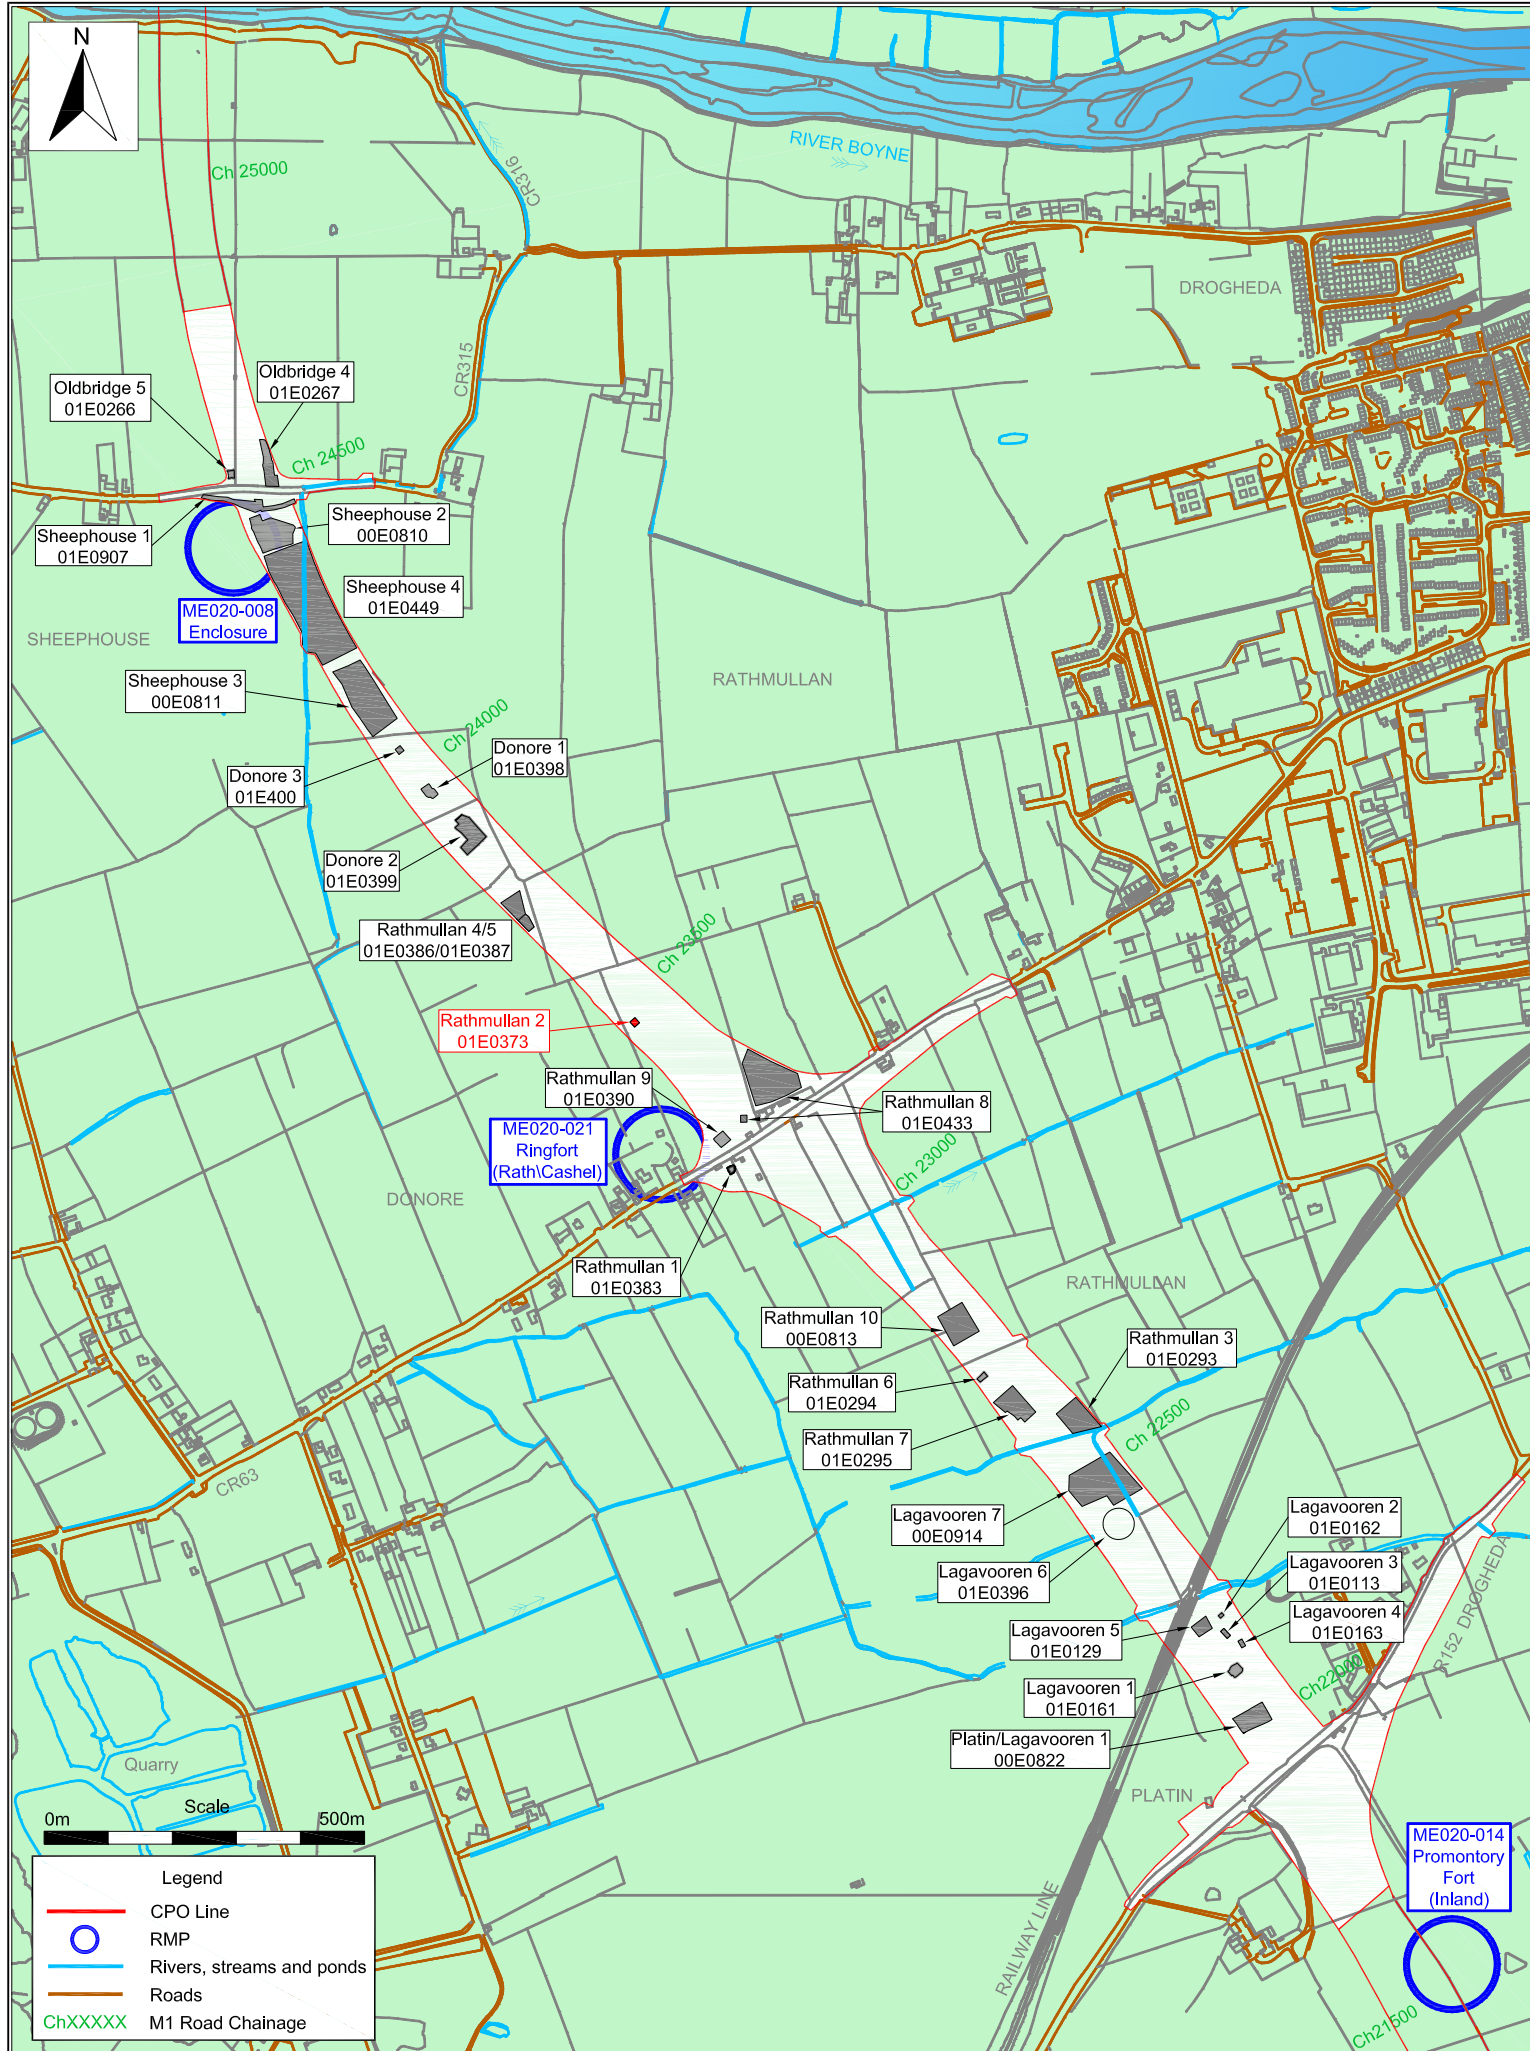 N
RIVER BOYNE
Ch 25000
CR316
DROGHEDA
CR315
Oldbridge 4
01E0267
Oldbridge 5
01E0266
Ch 24500
Sheephouse 2
00E0810
Sheephouse 1
01E0907
Sheephouse 4
01E0449
ME020-008
Enclosure
SHEEPHOUSE
RATHMULLAN
Sheephouse 3
00E0811
Ch 24000
Donore 1
01E0398
Donore 3
01E400
Donore 2
01E0399
Rathmullan 4/5
01E0386/01E0387
Ch 23500
Rathmullan 2
01E0373
Rathmullan 9
01E0390
Rathmullan 8
01E0433
ME020-021
Ringfort
(Rath\Cashel)
Ch 23000
DONORE
Rathmullan 1
01E0383
RATHMULLAN
Rathmullan 10
00E0813
Rathmullan 3
01E0293
Rathmullan 6
01E0294
Ch 22500
Rathmullan 7
01E0295
CR63
Lagavooren 7
00E0914
Lagavooren 2
01E0162
Lagavooren 3
01E0113
Lagavooren 6
01E0396
Lagavooren 4
01E0163
Lagavooren 5
01E0129
R152 DROGHEDA
Ch22000
Lagavooren 1
01E0161
Platin/Lagavooren 1
00E0822
Quarry
PLATIN
Scale
0m 500m
ME020-014
Promontory
Fort
(Inland)
RAILWAY LINE
Ch21500
Legend
CPO Line
RMP
Rivers, streams and ponds
Roads
ChXXXXX M1 Road Chainage